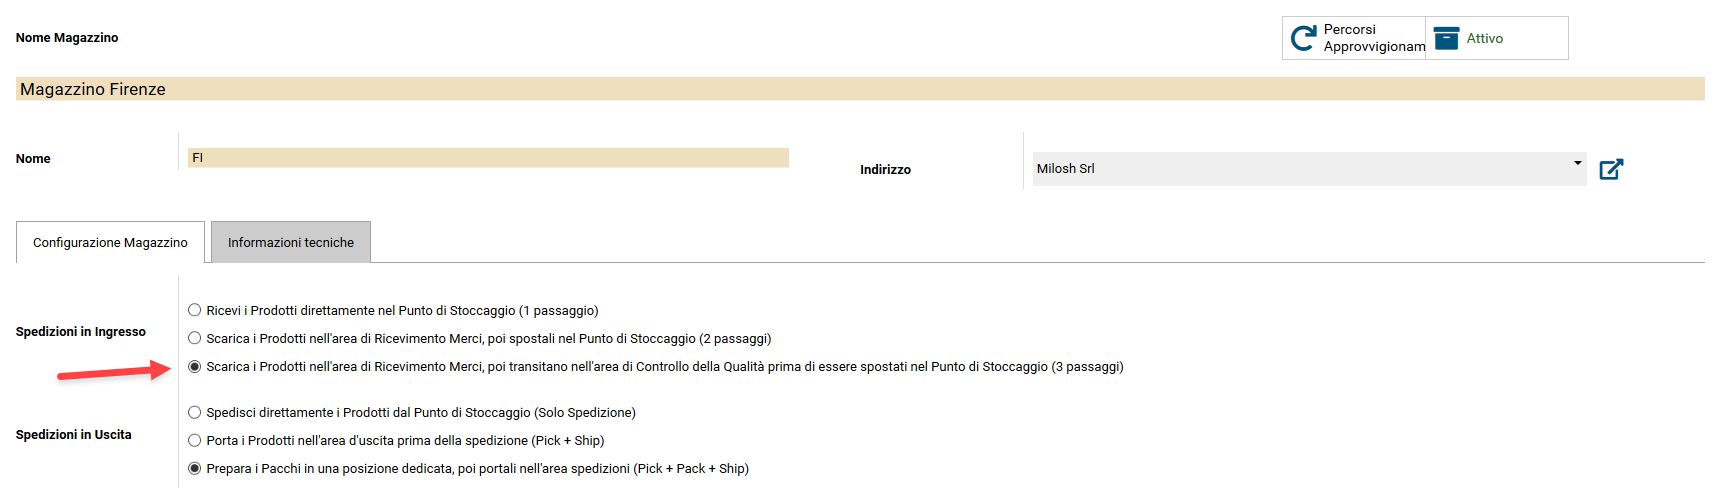 Nome Magazzino
Percorsi
Approvvigionam
Attivo
Magazzino Firenze
Nome
FI
Indirizzo
Milosh Srl
Configurazione Magazzino
Informazioni tecniche
Spedizioni in Ingresso
Ricevi i Prodotti direttamente nel Punto di Stoccaggio (1 passaggio)
Scarica i Prodotti nell'area di Ricevimento Merci, poi spostali nel Punto di Stoccaggio (2 passaggi)
Scarica i Prodotti nell'area di Ricevimento Merci, poi transitano nell'area di Controllo della Qualità prima di essere spostati nel Punto di Stoccaggio (3 passaggi)
Spedizioni in Uscita
Spedisci direttamente i Prodotti dal Punto di Stoccaggio (Solo Spedizione)
Porta i Prodotti nell'area d'uscita prima della spedizione (Pick + Ship)
Prepara i Pacchi in una posizione dedicata, poi portali nell'area spedizioni (Pick + Pack + Ship)